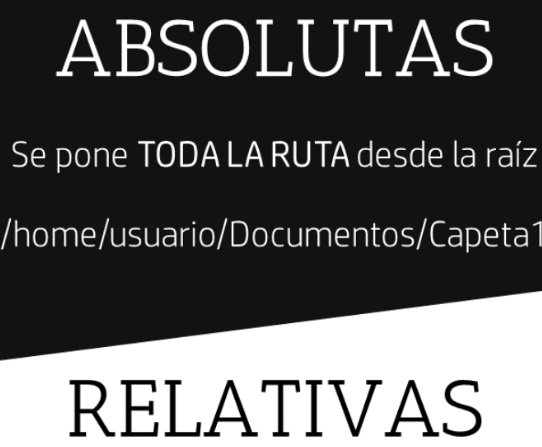 ABSOLUTAS
Se pone TODA LA RUTA desde la raíz
/home/usuario/Documentos/Capeta1
RELATIVAS